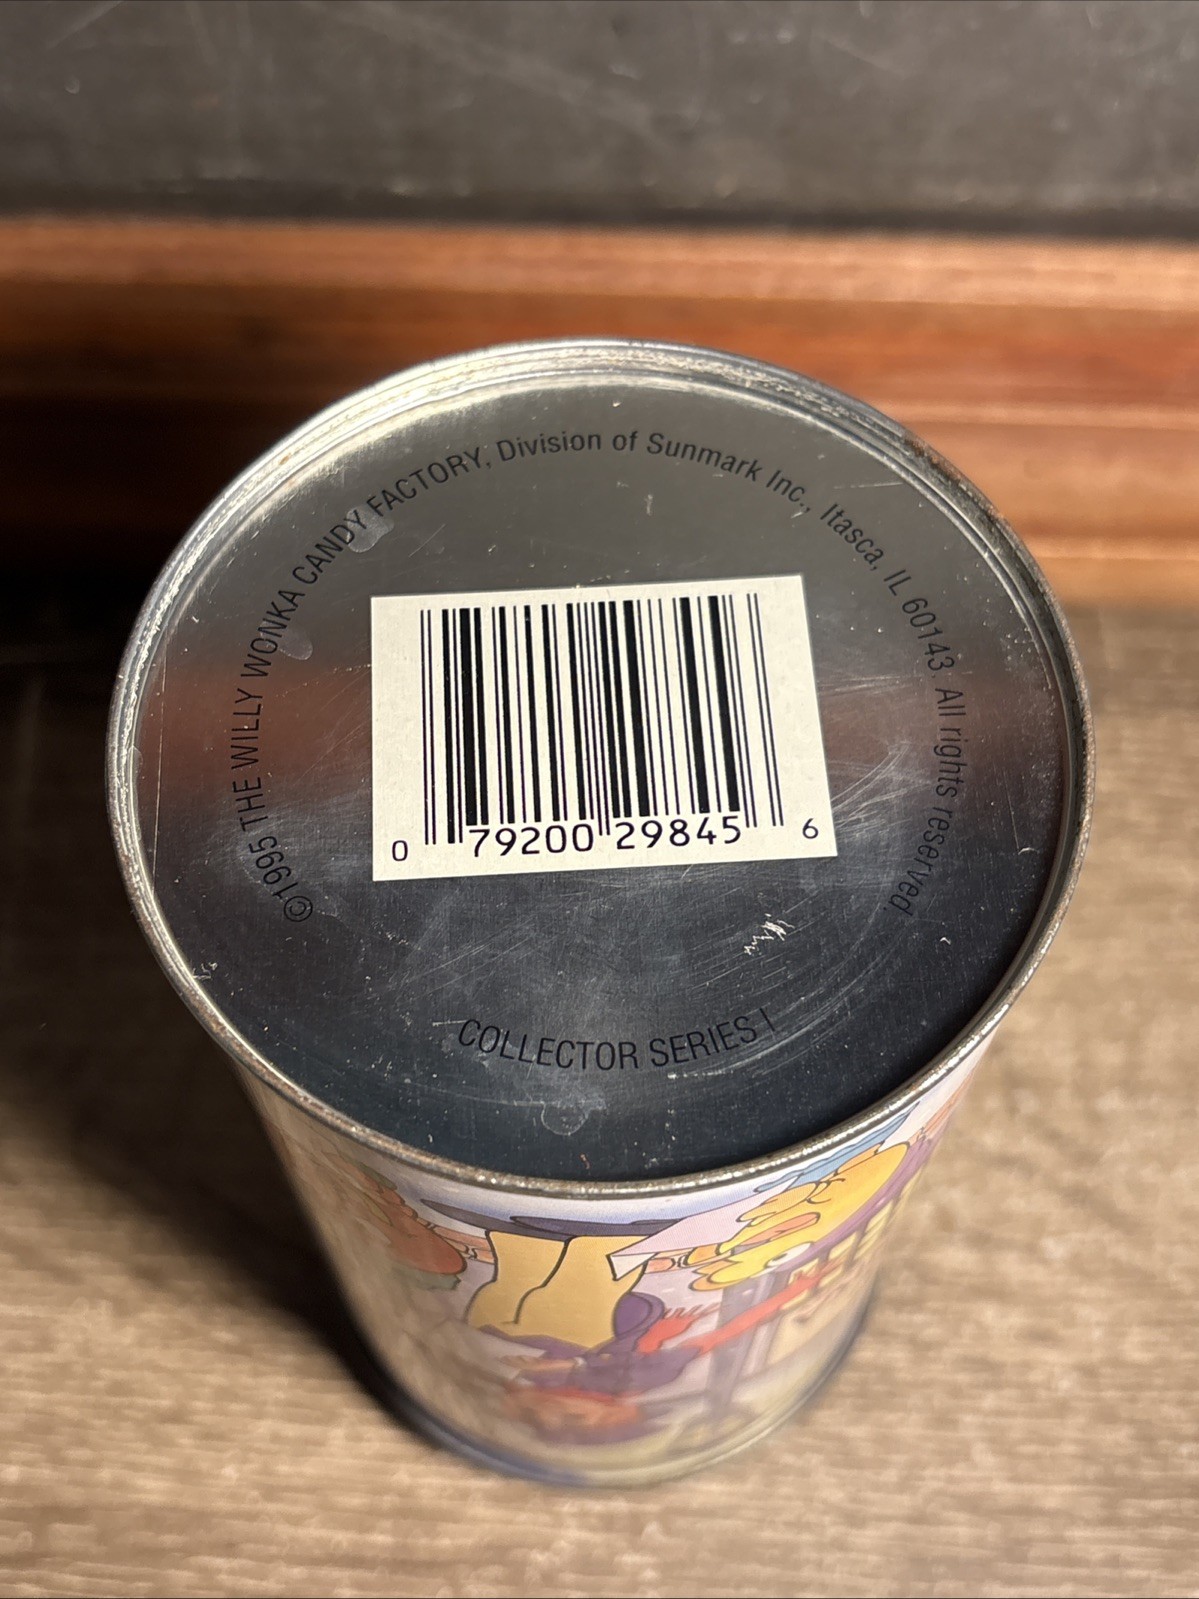 ©1995 THE WILLY WONKA CANDY FACTORY, Division of Sunmark Inc., Itasca, IL 60143. All rights reserved.
0 79200 29845 6
COLLECTOR SERIES I